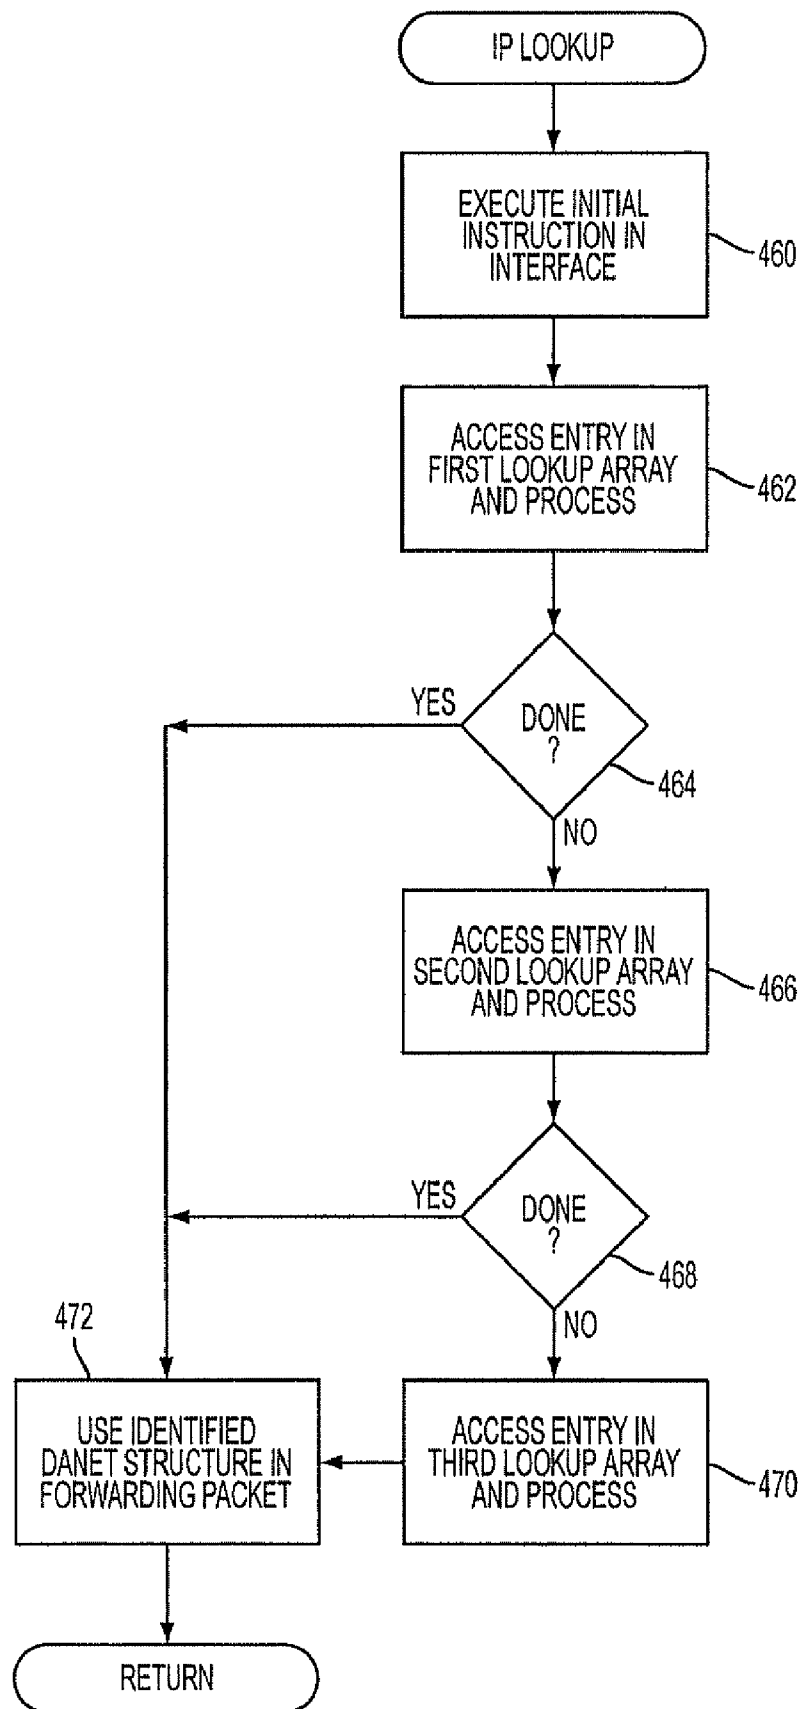 IP LOOKUP
EXECUTE INITIAL
INSTRUCTION IN
INTERFACE
460
ACCESS ENTRY IN
FIRST LOOKUP ARRAY
AND PROCESS
462
YES
DONE
?
464
NO
ACCESS ENTRY IN
SECOND LOOKUP ARRAY
AND PROCESS
466
YES
DONE
?
468
NO
472
USE IDENTIFIED
DANET STRUCTURE IN
FORWARDING PACKET
ACCESS ENTRY IN
THIRD LOOKUP ARRAY
AND PROCESS
470
RETURN